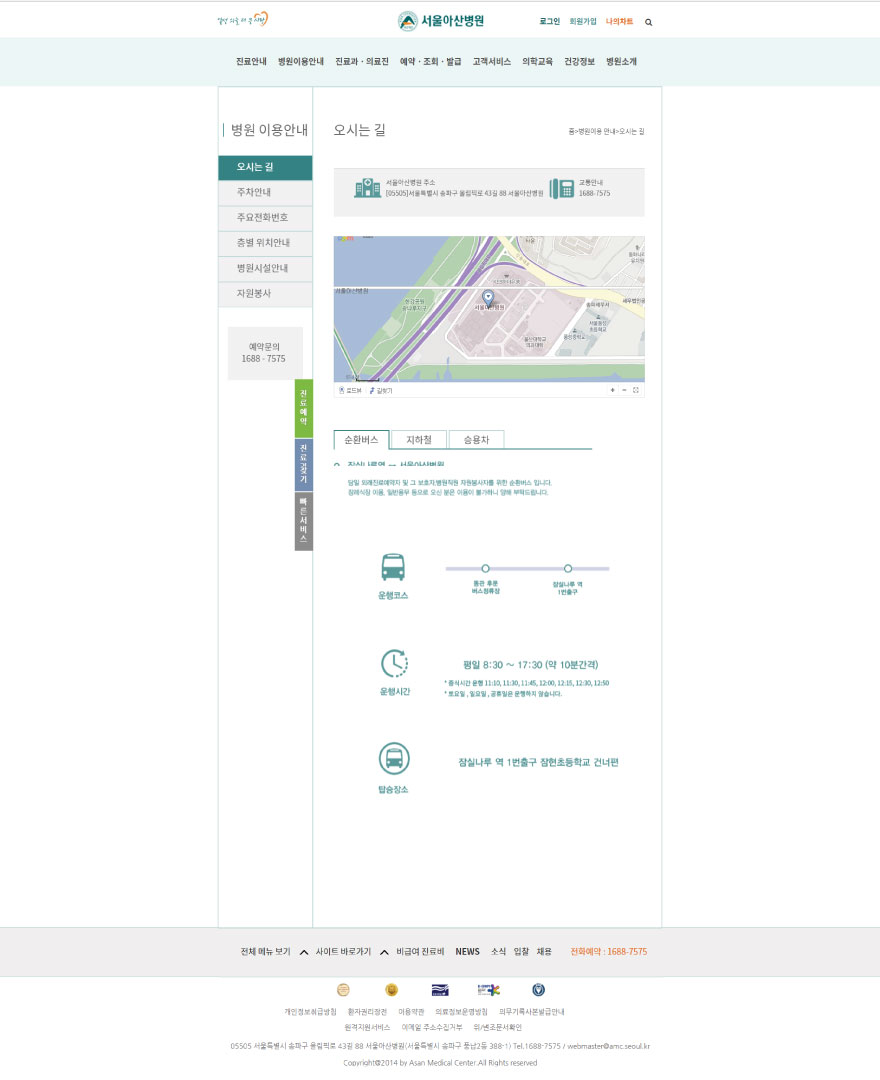 서울아산병원
로그인 회원가입 나의차트
진료안내 병원이용안내 진료과 · 의료진 예약 · 조회 · 발급 고객서비스 의학교육 건강정보 병원소개
병원 이용안내
오시는 길
주차안내
주요전화번호
층별 위치안내
병원시설안내
자원봉사
예약문의
1688 - 7575
진료예약
진료찾기
빠른서비스
오시는 길
홈>병원이용 안내>오시는길
서울아산병원 주소
[05505]서울특별시 송파구 올림픽로 43길 88 서울아산병원
교통안내
1688-7575
서울아산병원
울산대학교
의과대학
풍성중학교
로드뷰 길찾기
순환버스 지하철 승용차
잠실나루역 ↔ 서울아산병원
당일 외래진료예약자 및 그 보호자,병원직원 자원봉사자를 위한 순환버스 입니다.
장례식장 이용, 일반용무 등으로 오신 분은 이용이 불가하니 양해 부탁드립니다.
운행코스
동관 후문
버스정류장
잠실나루 역
1번출구
운행시간
평일 8:30 ~ 17:30 (약 10분간격)
* 중식시간 운행 11:10, 11:30, 11:45, 12:00, 12:15, 12:30, 12:50
* 토요일 , 일요일 , 공휴일은 운행하지 않습니다.
탑승장소
잠실나루 역 1번출구 잠현초등학교 건너편
전체 메뉴 보기 사이트 바로가기 비급여 진료비 NEWS 소식 입찰 채용 전화예약 : 1688-7575
개인정보취급방침 환자권리장전 이용약관 의료정보운영방침 의무기록사본발급안내
원격지원서비스 이메일 주소수집거부 위/변조문서확인
05505 서울특별시 송파구 올림픽로 43길 88 서울아산병원(서울특별시 송파구 풍납2동 388-1) Tel.1688-7575 / webmaster@amc.seoul.kr
Copyright@2014 by Asan Medical Center.All Rights reserved